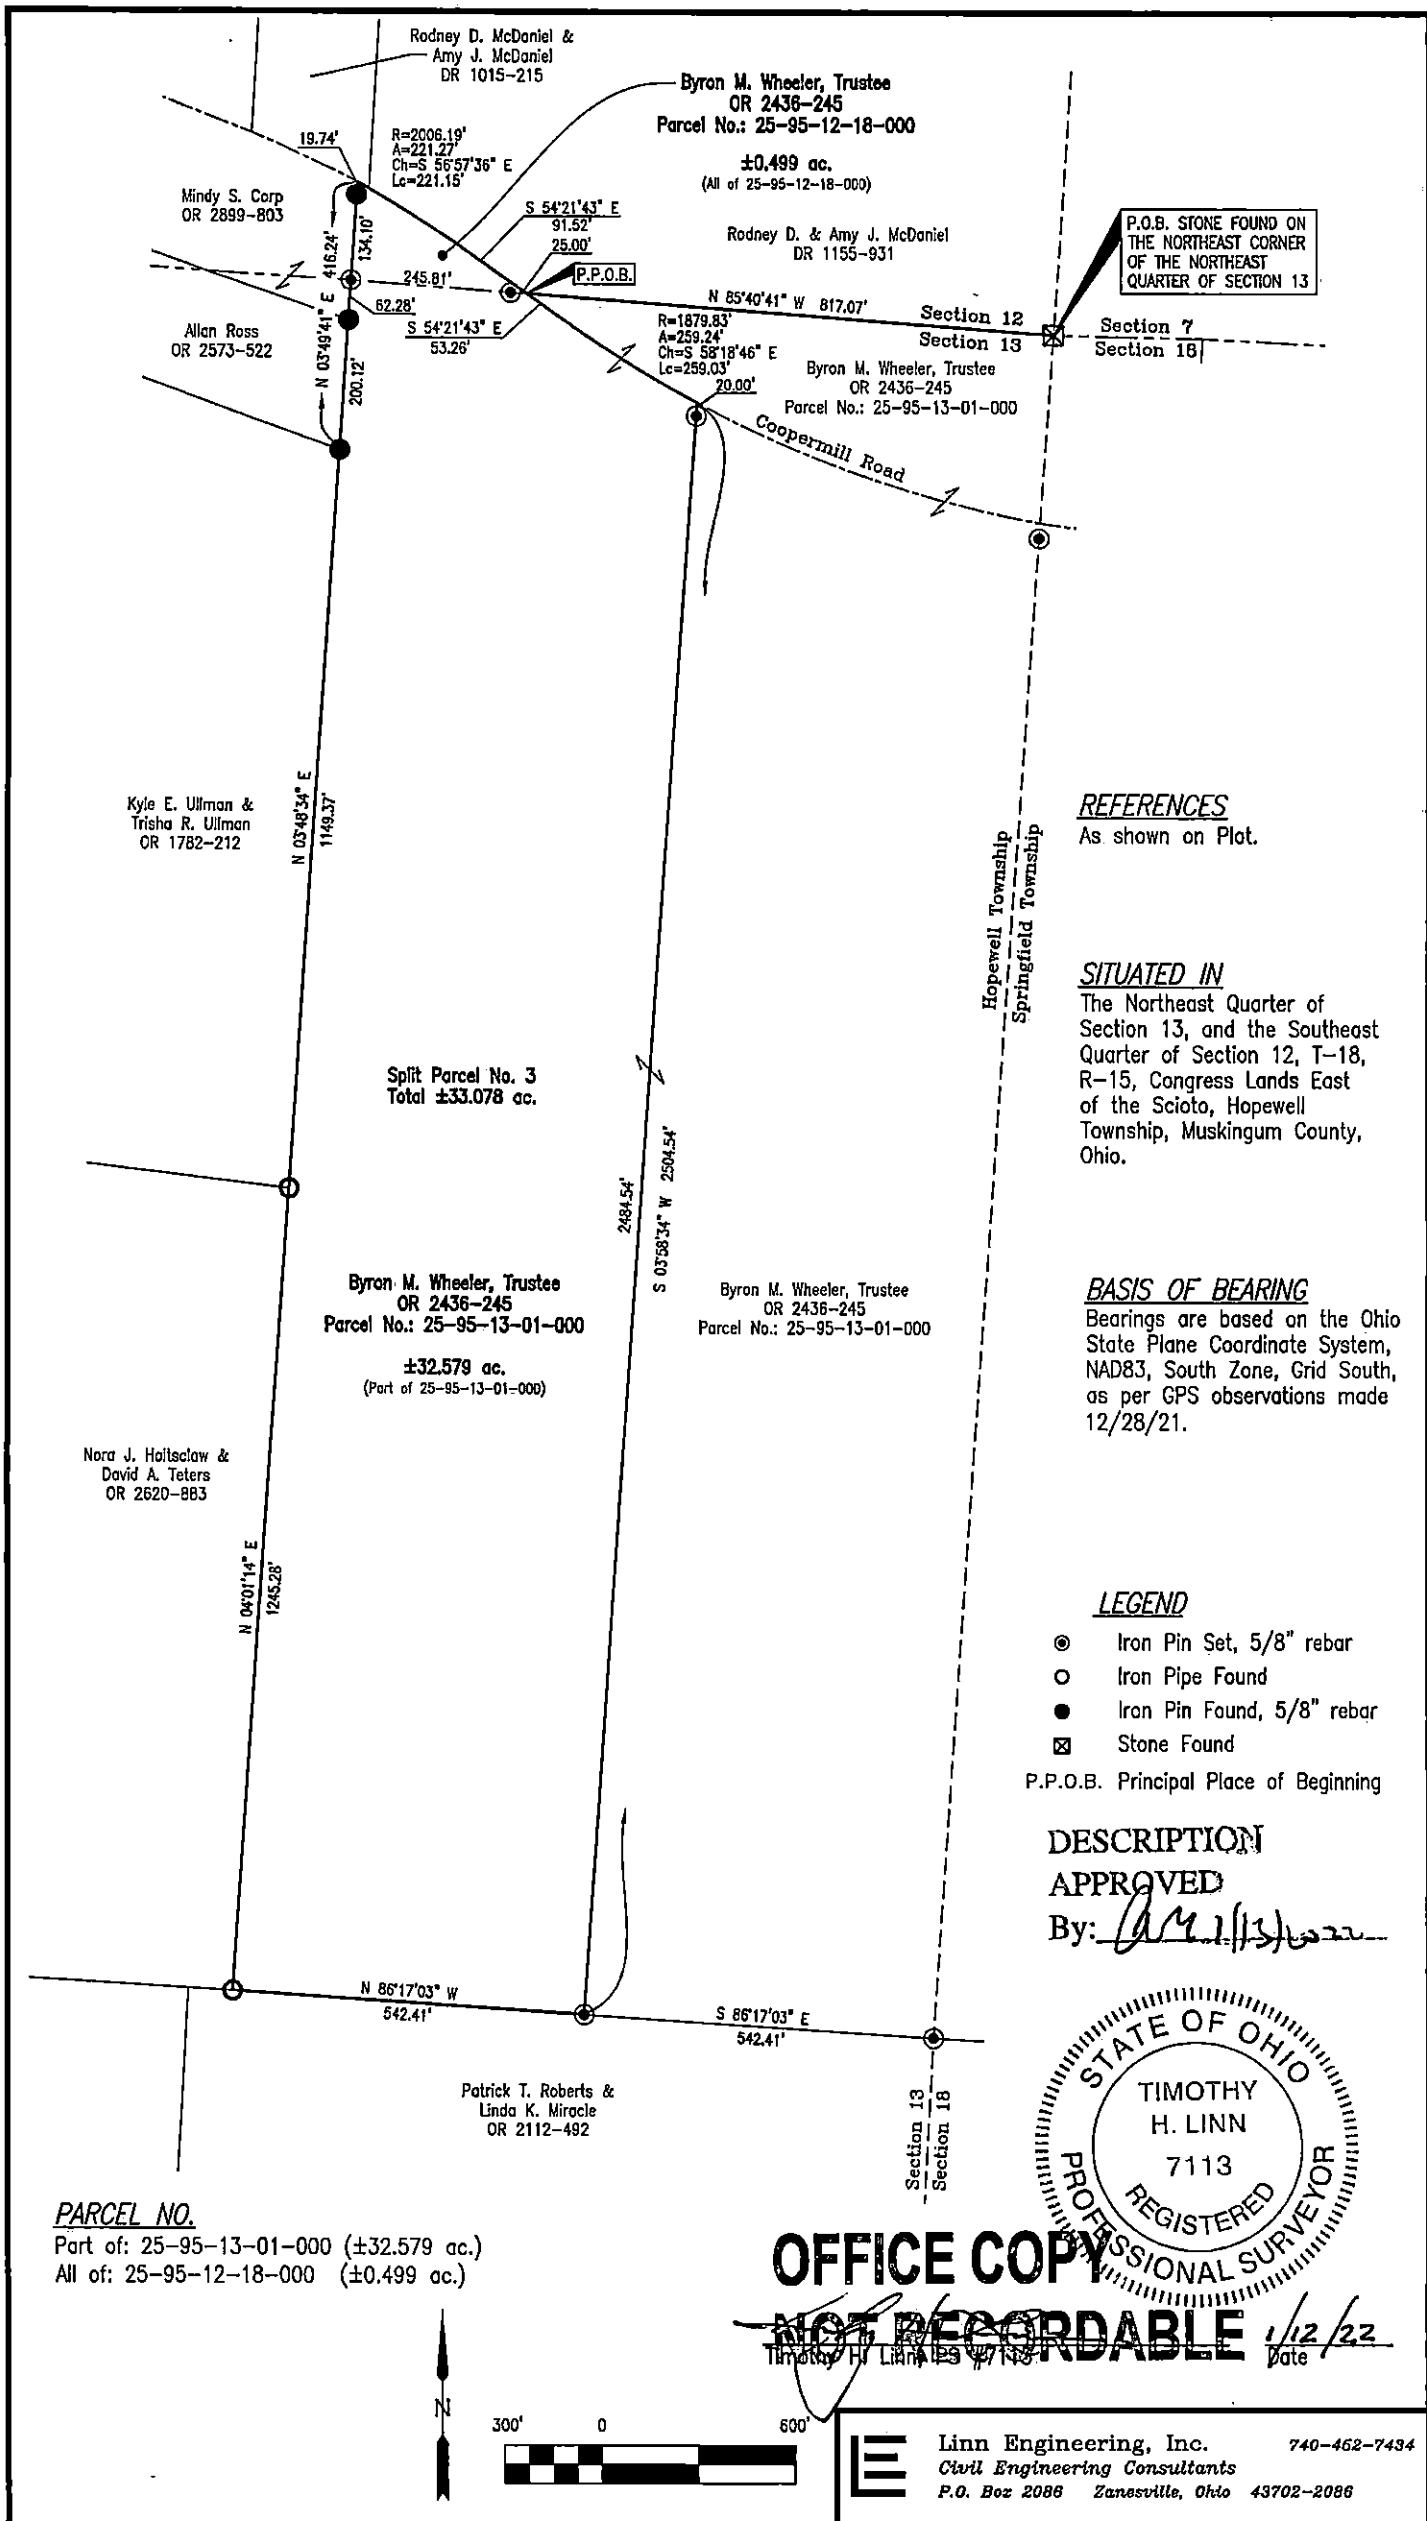 Rodney D. McDaniel &
Amy J. McDaniel
DR 1015-215
Byron M. Wheeler, Trustee
OR 2436-245
Parcel No.: 25-95-12-18-000
±0.499 ac.
(All of 25-95-12-18-000)
19.74'
R=2006.19'
A=221.27'
Ch=S 56°57'36" E
Lc=221.15'
Mindy S. Corp
OR 2899-803
S 54°21'43" E
91.52'
25.00'
P.P.O.B.
Rodney D. & Amy J. McDaniel
DR 1155-931
P.O.B. STONE FOUND ON
THE NORTHEAST CORNER
OF THE NORTHEAST
QUARTER OF SECTION 13
N 03°49'41" E 416.24'
134.10'
245.81'
62.28'
S 54°21'43" E
53.26'
N 85°40'41" W 817.07'
Section 12
Section 13
Section 7
Section 18
Allan Ross
OR 2573-522
200.12'
R=1879.83'
A=259.24'
Ch=S 58°18'46" E
Lc=259.03'
20.00'
Byron M. Wheeler, Trustee
OR 2436-245
Parcel No.: 25-95-13-01-000
Coopermill Road
Kyle E. Ullman &
Trisha R. Ullman
OR 1782-212
N 03°48'34" E
1149.37'
Hopewell Township
Springfield Township
REFERENCES
As shown on Plat.
SITUATED IN
The Northeast Quarter of
Section 13, and the Southeast
Quarter of Section 12, T-18,
R-15, Congress Lands East
of the Scioto, Hopewell
Township, Muskingum County,
Ohio.
Split Parcel No. 3
Total ±33.078 ac.
2484.54'
S 03°58'34" W 2504.54'
Byron M. Wheeler, Trustee
OR 2436-245
Parcel No.: 25-95-13-01-000
±32.579 ac.
(Part of 25-95-13-01-000)
Byron M. Wheeler, Trustee
OR 2436-245
Parcel No.: 25-95-13-01-000
BASIS OF BEARING
Bearings are based on the Ohio
State Plane Coordinate System,
NAD83, South Zone, Grid South,
as per GPS observations made
12/28/21.
Nora J. Holtsclaw &
David A. Teters
OR 2620-883
N 04°01'14" E
1245.28'
LEGEND
Iron Pin Set, 5/8" rebar
Iron Pipe Found
Iron Pin Found, 5/8" rebar
Stone Found
P.P.O.B. Principal Place of Beginning
DESCRIPTION
APPROVED
By: 1/13/2022
N 86°17'03" W
542.41'
S 86°17'03" E
542.41'
Patrick T. Roberts &
Linda K. Miracle
OR 2112-492
Section 13
Section 18
STATE OF OHIO
TIMOTHY
H. LINN
7113
REGISTERED
PROFESSIONAL SURVEYOR
PARCEL NO.
Part of: 25-95-13-01-000 (±32.579 ac.)
All of: 25-95-12-18-000 (±0.499 ac.)
OFFICE COPY
NOT RECORDABLE
Timothy H. Linn, PS #7113
1/12/22
Date
N
300' 0 600'
Linn Engineering, Inc. 740-452-7434
Civil Engineering Consultants
P.O. Box 2086 Zanesville, Ohio 43702-2086